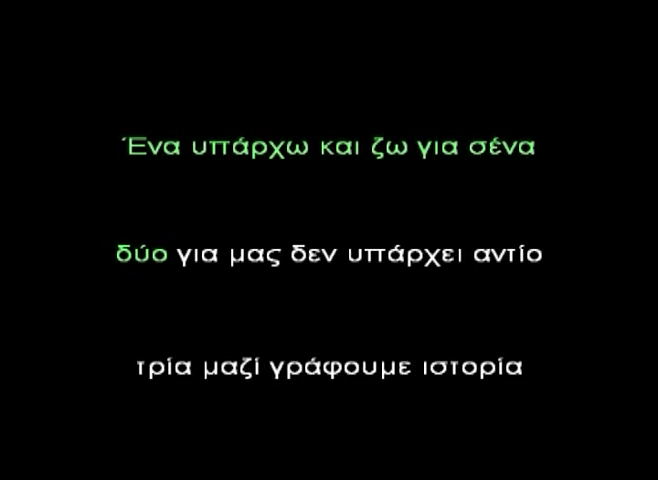 Ένα υπάρχω και ζω για σένα
δύο για μας δεν υπάρχει αντίο
τρία μαζί γράφουμε ιστορία